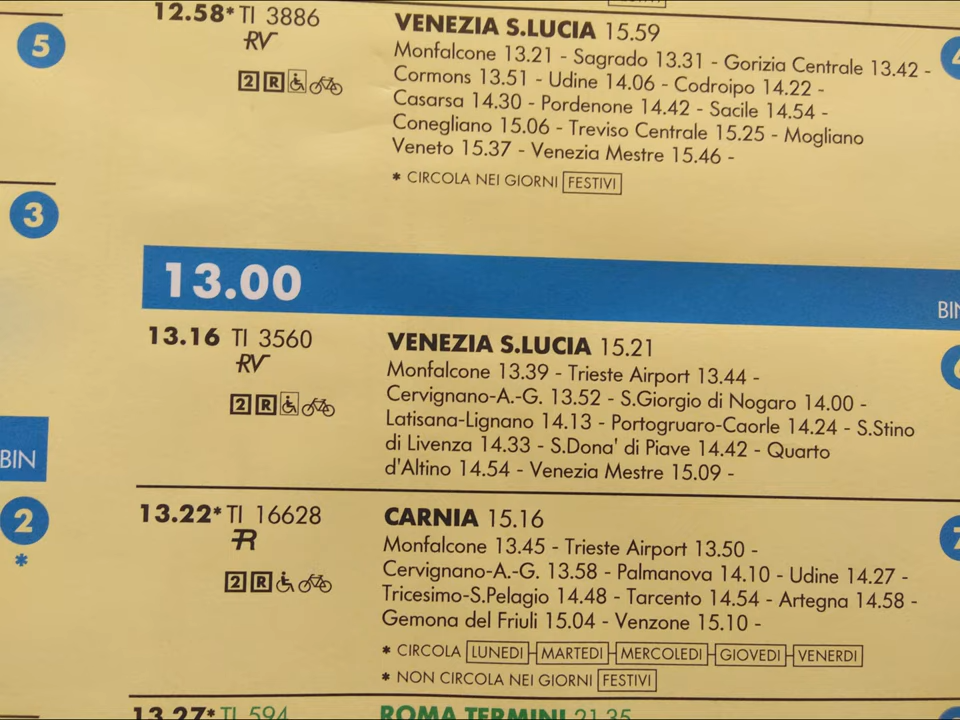 5
12.58* TI 3886
RV
2 R
VENEZIA S.LUCIA 15.59
Monfalcone 13.21 - Sagrado 13.31 - Gorizia Centrale 13.42 -
Cormons 13.51 - Udine 14.06 - Codroipo 14.22 -
Casarsa 14.30 - Pordenone 14.42 - Sacile 14.54 -
Conegliano 15.06 - Treviso Centrale 15.25 - Mogliano
Veneto 15.37 - Venezia Mestre 15.46 -
* CIRCOLA NEI GIORNI FESTIVI
3
13.00
13.16 TI 3560
RV
2 R
VENEZIA S.LUCIA 15.21
Monfalcone 13.39 - Trieste Airport 13.44 -
Cervignano-A.-G. 13.52 - S.Giorgio di Nogaro 14.00 -
Latisana-Lignano 14.13 - Portogruaro-Caorle 14.24 - S.Stino
di Livenza 14.33 - S.Dona' di Piave 14.42 - Quarto
d'Altino 14.54 - Venezia Mestre 15.09 -
BIN
2
*
13.22* TI 16628
R
2 R
CARNIA 15.16
Monfalcone 13.45 - Trieste Airport 13.50 -
Cervignano-A.-G. 13.58 - Palmanova 14.10 - Udine 14.27 -
Tricesimo-S.Pelagio 14.48 - Tarcento 14.54 - Artegna 14.58 -
Gemona del Friuli 15.04 - Venzone 15.10 -
* CIRCOLA LUNEDI MARTEDI MERCOLEDI GIOVEDI VENERDI
* NON CIRCOLA NEI GIORNI FESTIVI
13.27* TI 594
ROMA TERMINI 21.35